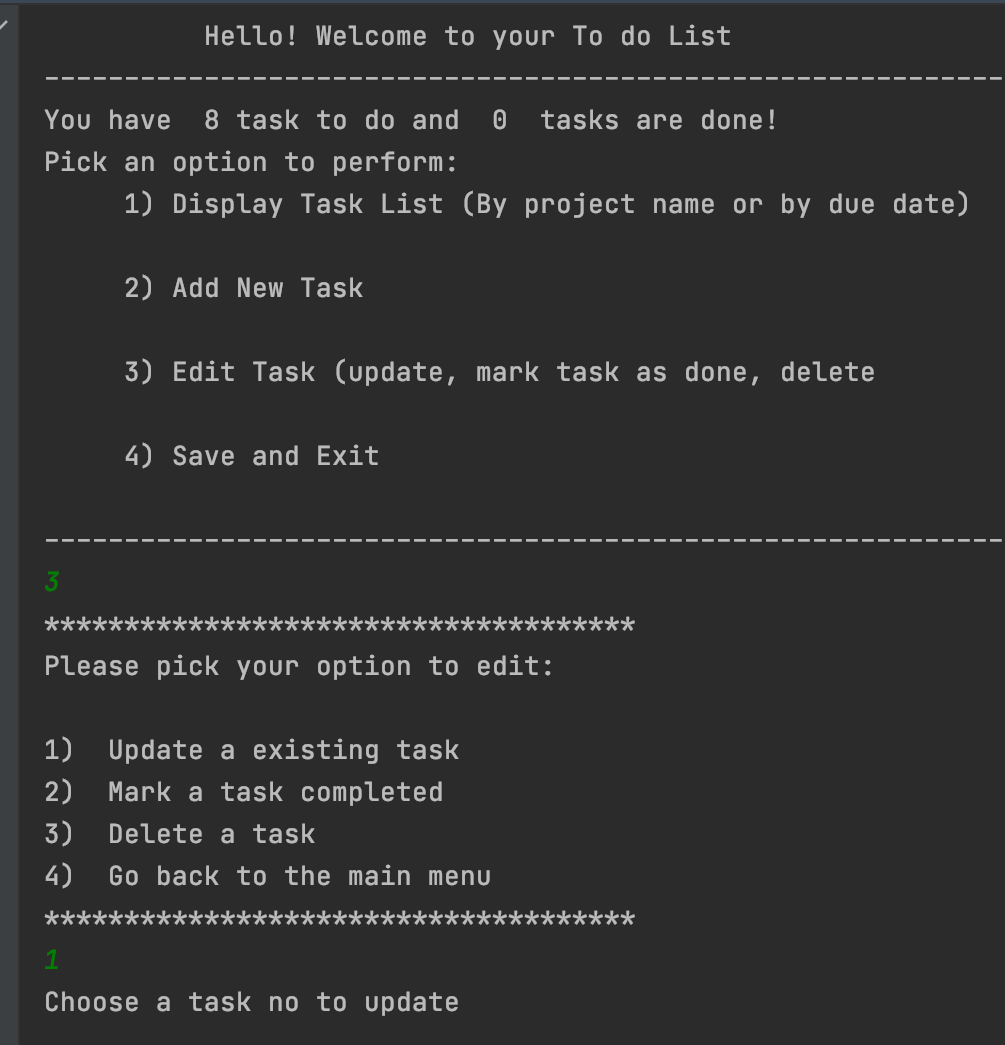 Hello! Welcome to your To do List
------------------------------------------------------------
You have  8 task to do and  0  tasks are done!
Pick an option to perform:
1) Display Task List (By project name or by due date)
2) Add New Task
3) Edit Task (update, mark task as done, delete
4) Save and Exit
------------------------------------------------------------
3
*************************************
Please pick your option to edit:
1)  Update a existing task
2)  Mark a task completed
3)  Delete a task
4)  Go back to the main menu
*************************************
1
Choose a task no to update